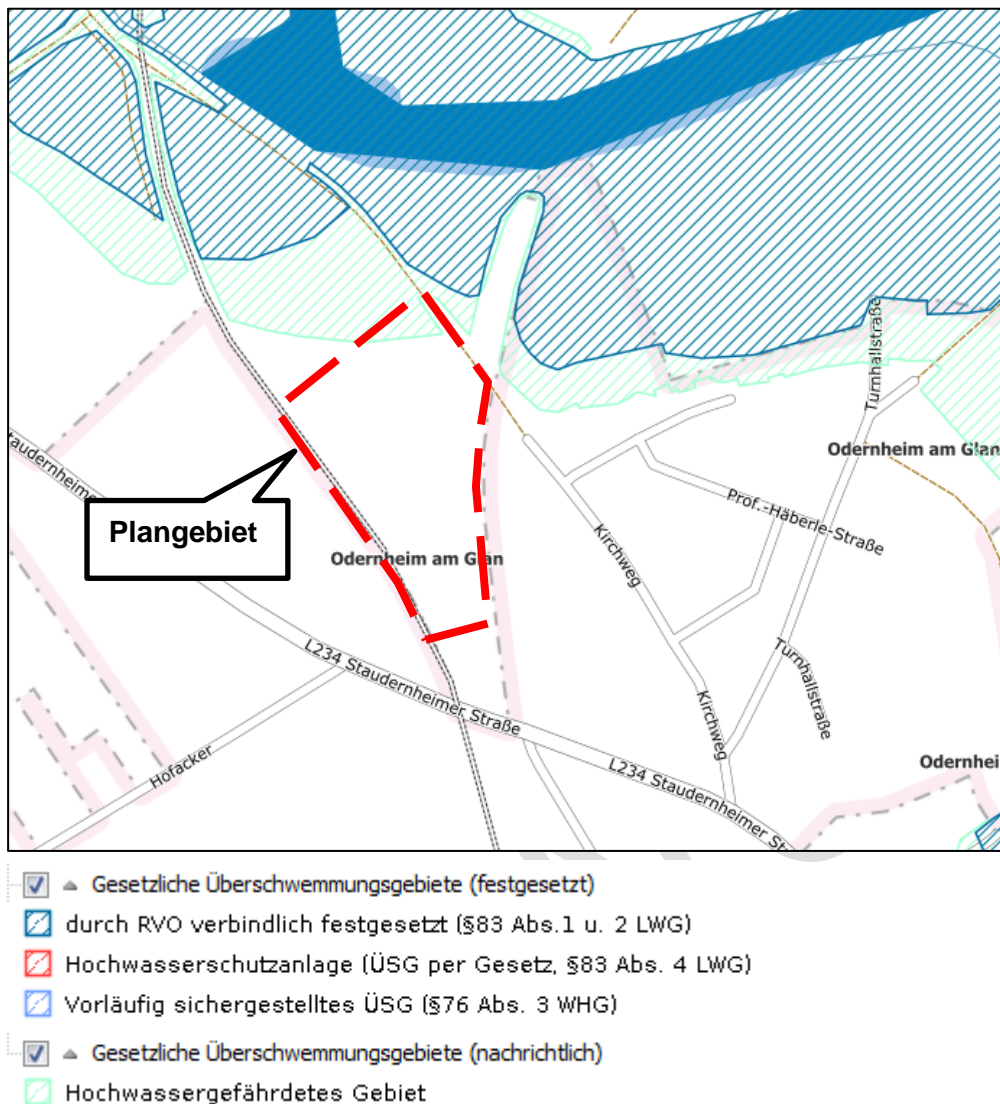 Turnhallstraße
Odernheim am Glan
Staudernheimer
Prof.-Häberle-Straße
Plangebiet
Kirchweg
Odernheim am Glan
L234 Staudernheimer Straße
Turnhallstraße
Kirchweg
Hofacker
Odernhei
L234 Staudernheimer St
Gesetzliche Überschwemmungsgebiete (festgesetzt)
durch RVO verbindlich festgesetzt (§83 Abs.1 u. 2 LWG)
Hochwasserschutzanlage (ÜSG per Gesetz, §83 Abs. 4 LWG)
Vorläufig sichergestelltes ÜSG (§76 Abs. 3 WHG)
Gesetzliche Überschwemmungsgebiete (nachrichtlich)
Hochwassergefährdetes Gebiet